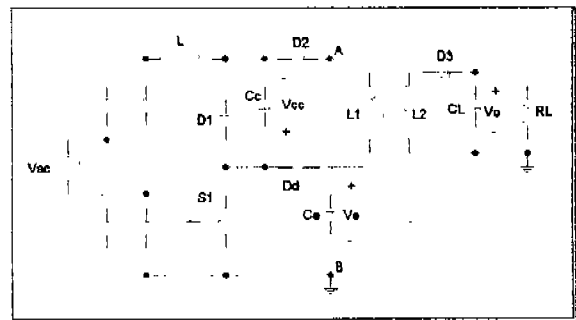 L
D2
A
D3
Cc
Vcc
+
D1
L1
L2
CL
+
Vo
RL
Vac
S1
Dd
+
Ce
Ve
B